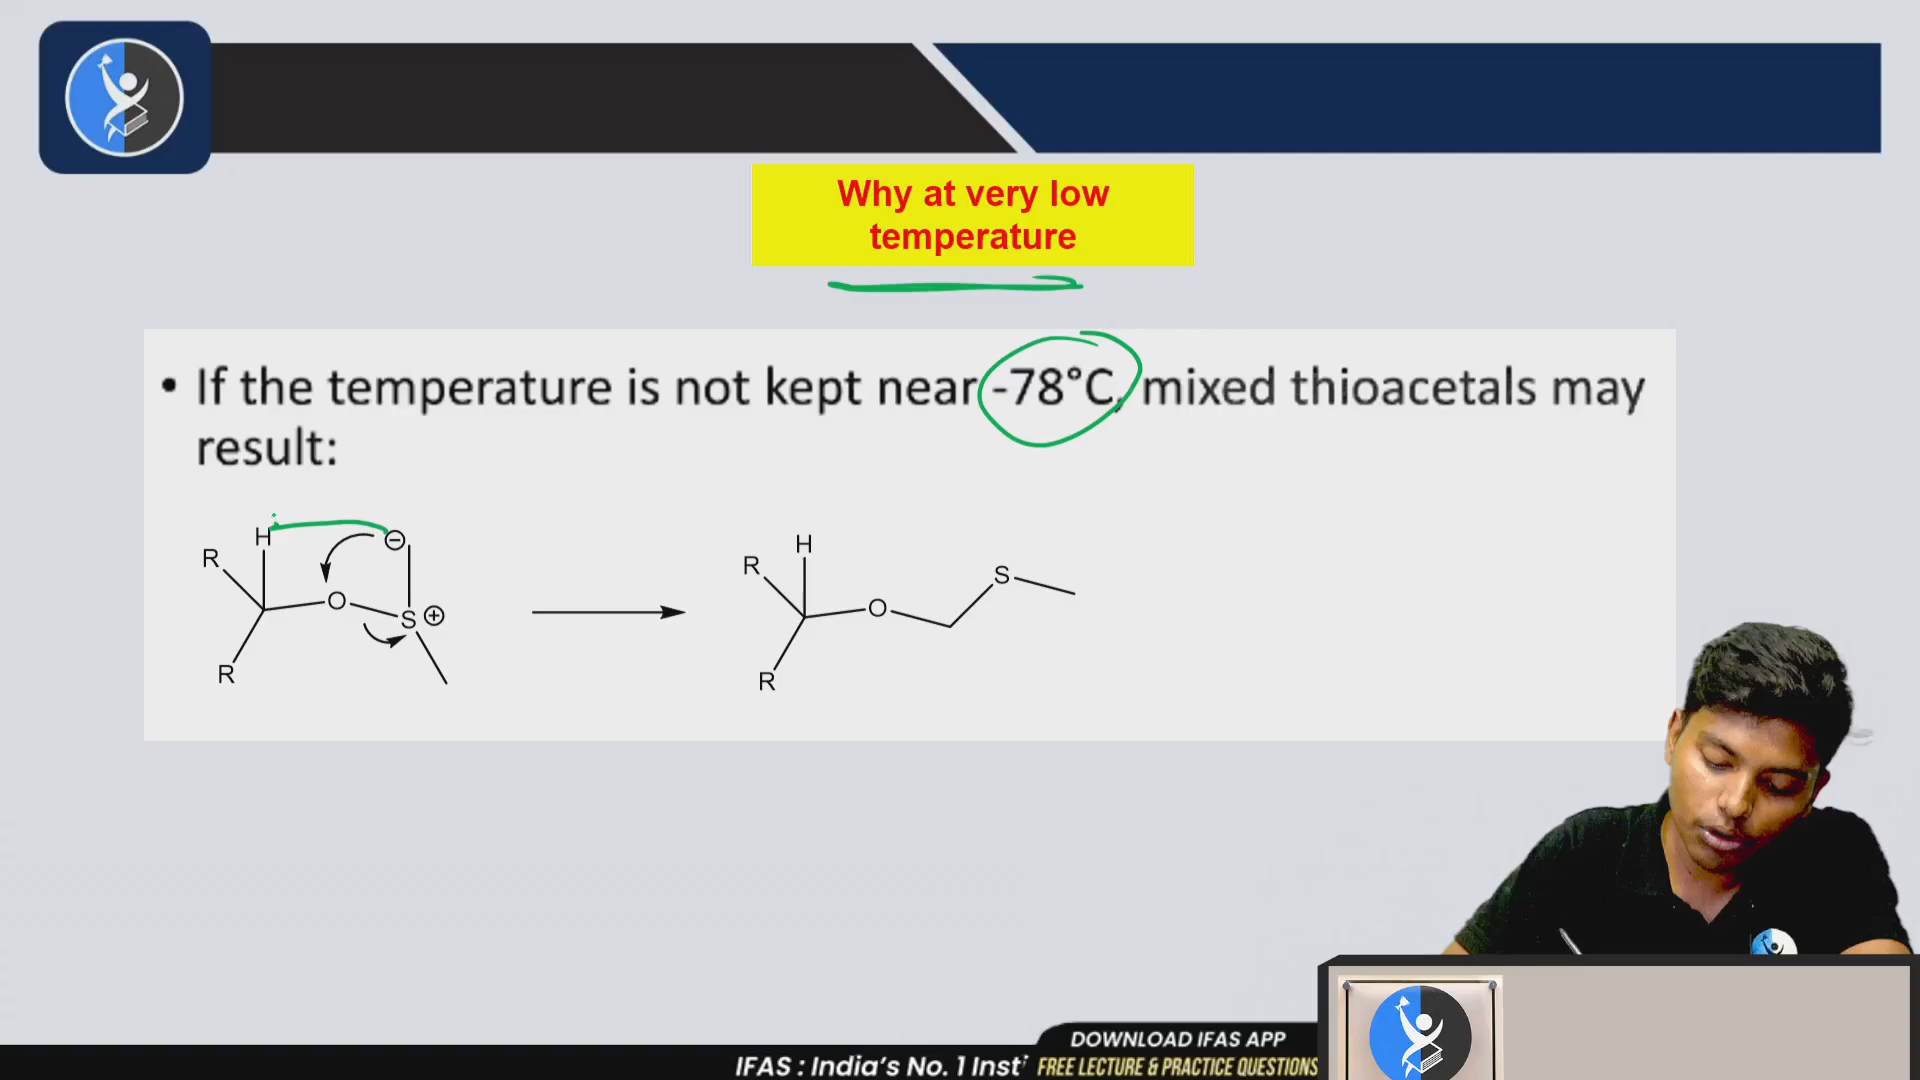 Why at very low
temperature
• If the temperature is not kept near -78°C, mixed thioacetals may
result:
H
R
O
S
R
H
R
O
S
R
DOWNLOAD IFAS APP
IFAS : India's No. 1 Inst
FREE LECTURE & PRACTICE QUESTIONS